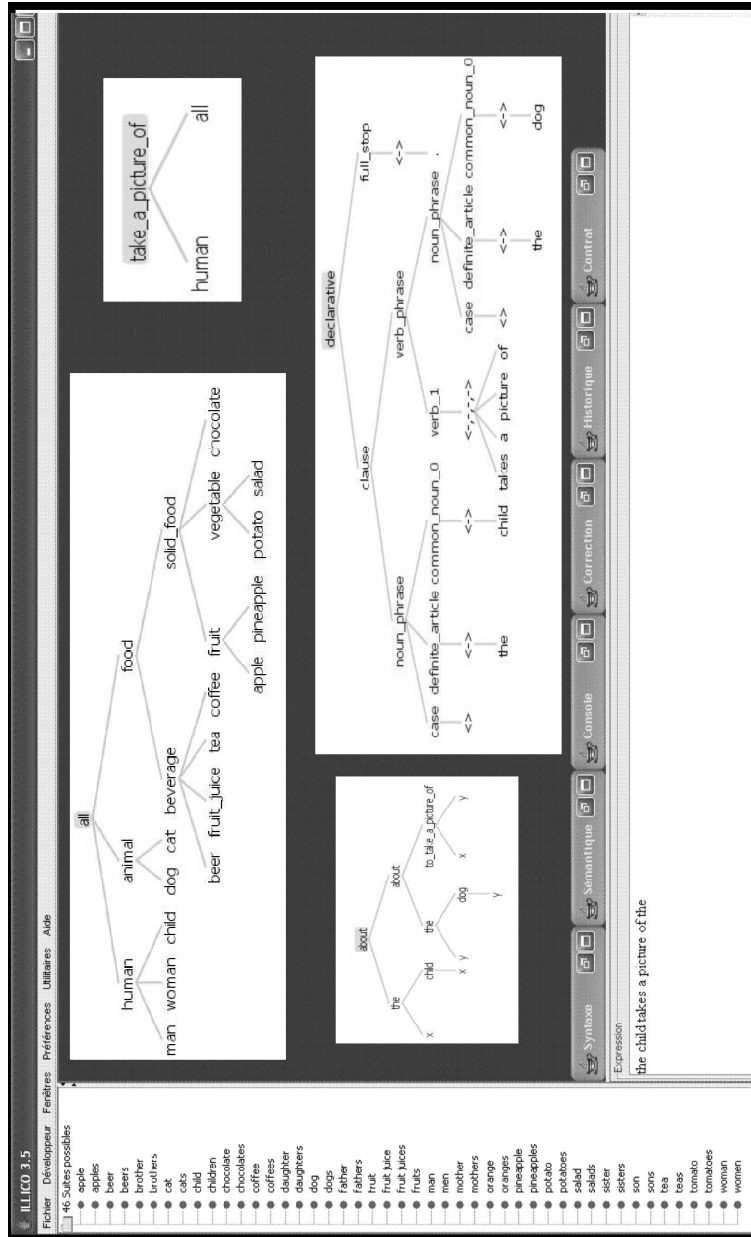 ILLICO 3.5
Fichier Développeur Fenêtres Préférences Utilitaires Aide
46 Suites possibles
apple
apples
beer
beers
brother
brothers
cat
cats
child
children
chocolate
chocolates
coffee
coffees
daughter
daughters
dog
dogs
father
fathers
fruit
fruit juice
fruit juices
fruits
man
men
mother
mothers
orange
oranges
pineapple
pineapples
potato
potatoes
salad
salads
sister
sisters
son
sons
tea
teas
tomato
tomatoes
woman
women
all
human animal food
man woman child dog cat beverage solid_food
beer fruit_juice tea coffee fruit vegetable chocolate
apple pineapple potato salad
take_a_picture_of
human all
about
the about
x child the to_take_a_picture_of
x y dog x y
y
declarative
clause full_stop
noun_phrase verb_phrase <->
case definite_article common_noun_0 verb_1 noun_phrase .
<> <-> <-> <-,-,-,-> case definite_article common_noun_0
the child takes a picture of <> <-> <->
the dog
Syntaxe Sémantique Console Correction Historique Contrat
Expression
the child takes a picture of the